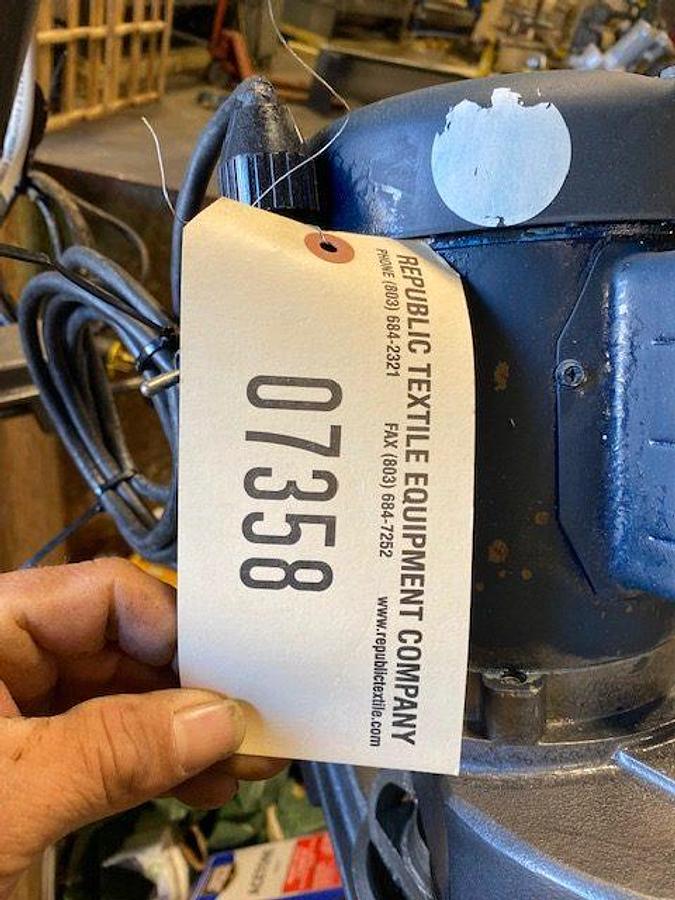 REPUBLIC TEXTILE EQUIPMENT COMPANY
PHONE (803) 684-2321 FAX (803) 684-7252 www.republictextile.com
07358